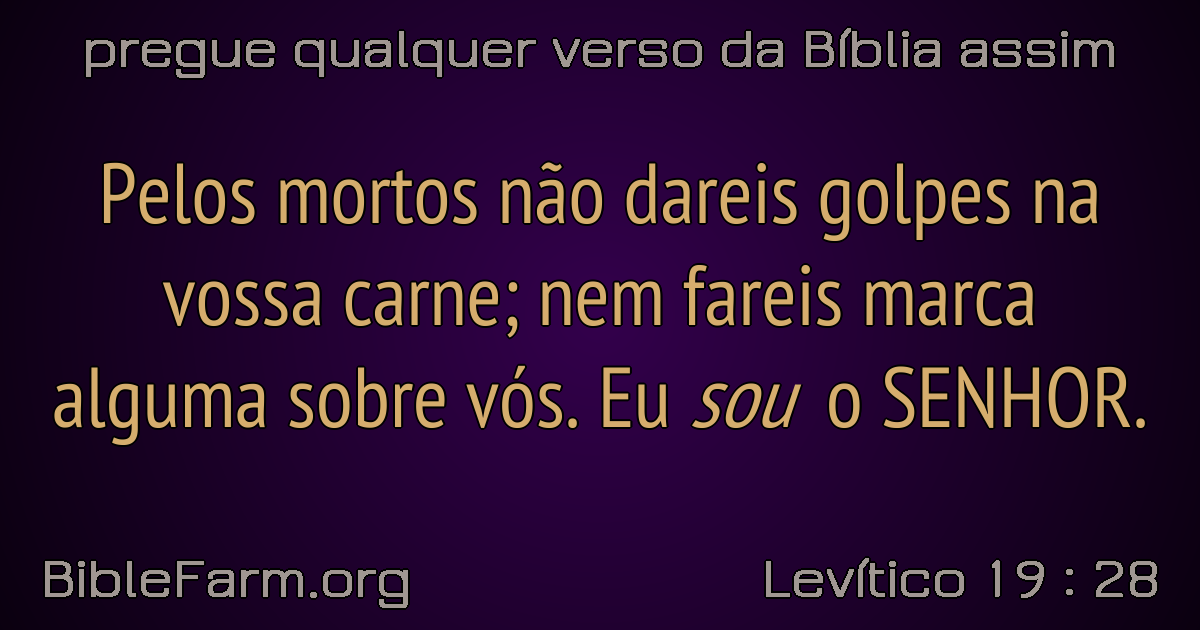 pregue qualquer verso da Bíblia assim
Pelos mortos não dareis golpes na
vossa carne; nem fareis marca
alguma sobre vós. Eu sou o SENHOR.
BibleFarm.org
Levítico 19 : 28